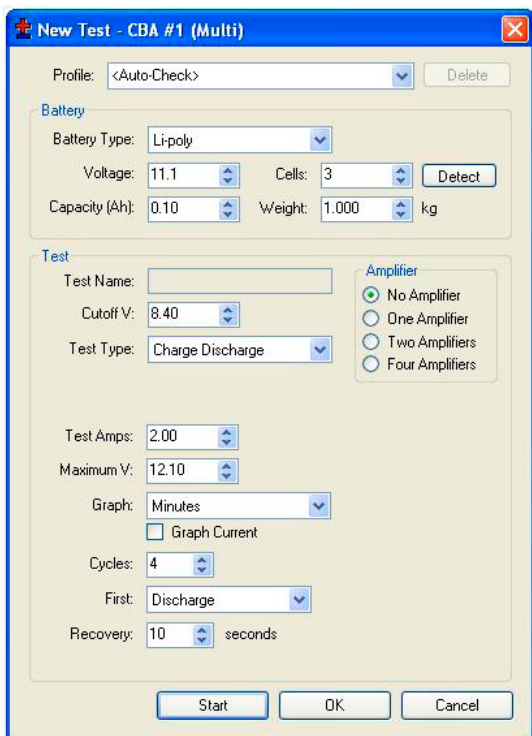 New Test - CBA #1 (Multi)
Profile: <Auto-Check> Delete
Battery
Battery Type: Li-poly
Voltage: 11.1 Cells: 3 Detect
Capacity (Ah): 0.10 Weight: 1.000 kg
Test
Test Name:
Cutoff V: 8.40
Test Type: Charge Discharge
Amplifier
No Amplifier
One Amplifier
Two Amplifiers
Four Amplifiers
Test Amps: 2.00
Maximum V: 12.10
Graph: Minutes
Graph Current
Cycles: 4
First: Discharge
Recovery: 10 seconds
Start OK Cancel